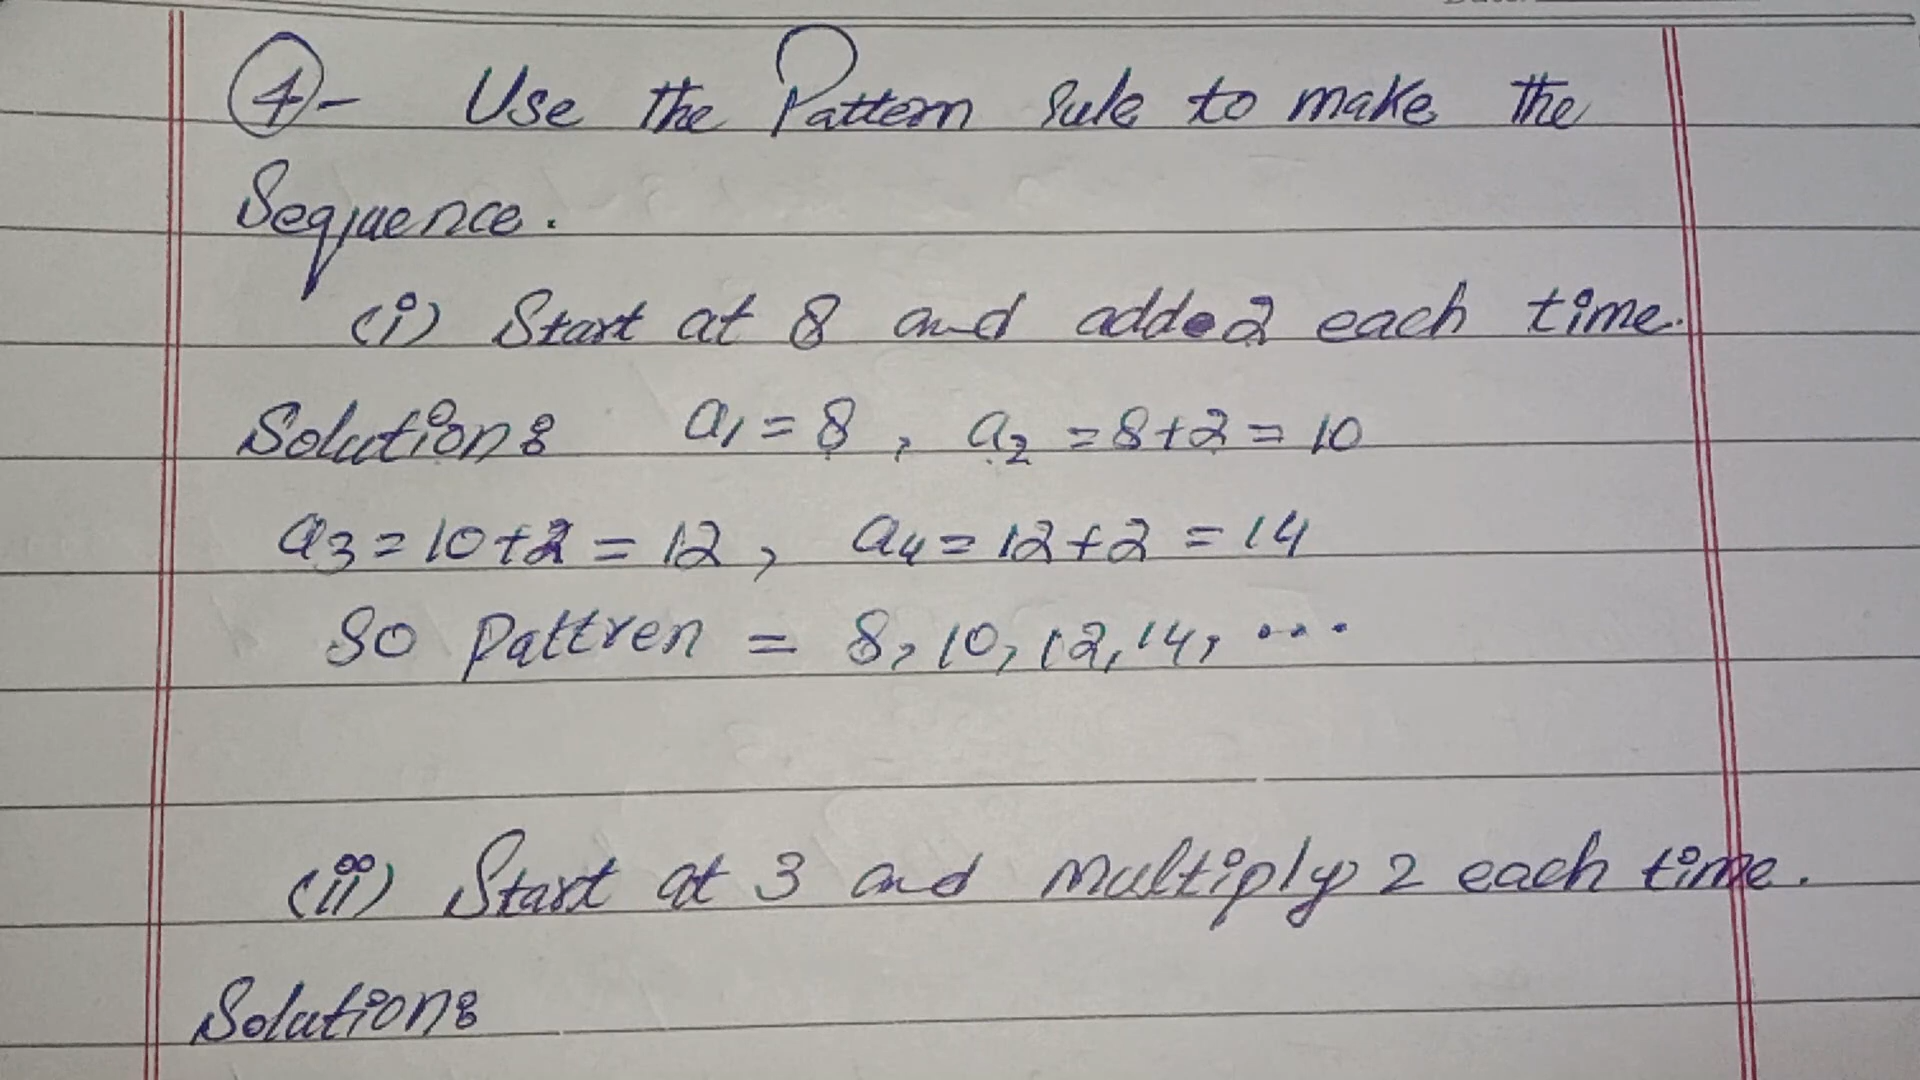 4- Use the Pattern rule to make the
Sequence.
(i) Start at 8 and add 2 each time.
Solution: a₁ = 8, a₂ = 8+2 = 10
a₃ = 10+2 = 12, a₄ = 12+2 = 14
So Pattren = 8, 10, 12, 14, ...
(ii) Start at 3 and Multiply 2 each time.
Solution: